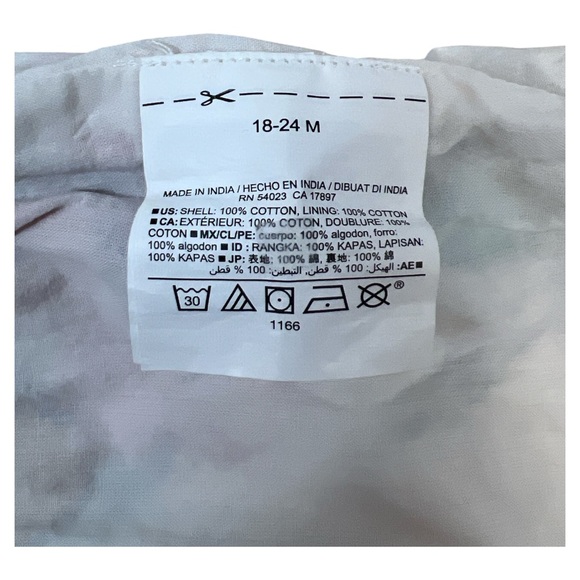 18-24 M
MADE IN INDIA / HECHO EN INDIA / DIBUAT DI INDIA
RN 54023 CA 17897
■US: SHELL: 100% COTTON, LINING: 100% COTTON
■CA: EXTÉRIEUR: 100% COTON, DOUBLURE: 100%
COTON ■MX/CL/PE: cuerpo: 100% algodon, forro:
100% algodon ■ID : RANGKA: 100% KAPAS, LAPISAN:
100% KAPAS ■JP: 表地: 100% 綿, 裏地: 100% 綿
■AE: الهيكل: 100 % قطن, التبطين: 100 % قطن
30 ®
1166